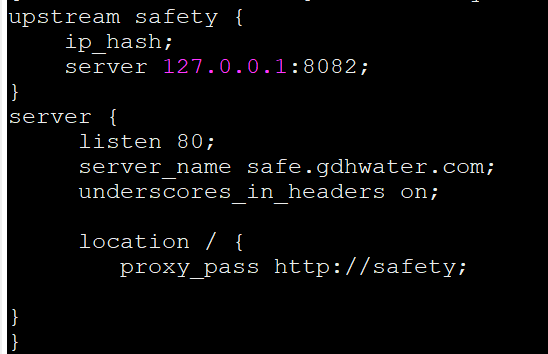 upstream safety {
    ip_hash;
    server 127.0.0.1:8082;
}
server {
     listen 80;
     server_name safe.gdhwater.com;
     underscores_in_headers on;

     location / {
        proxy_pass http://safety;

}
}